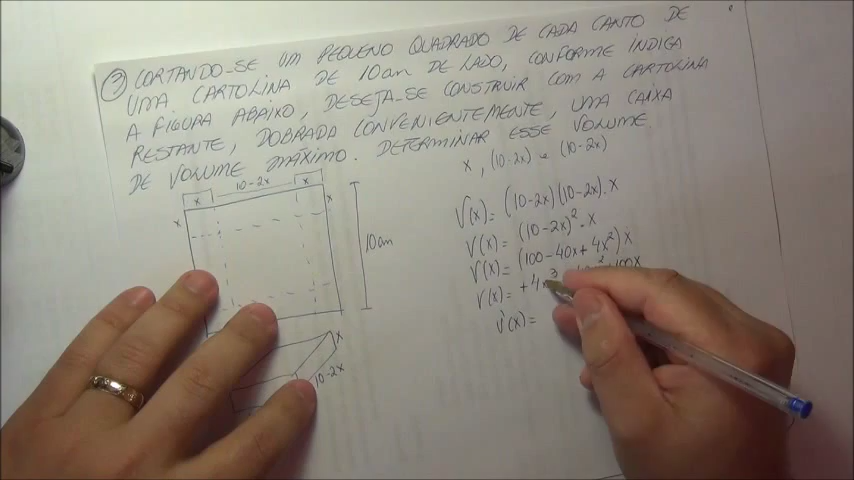 3 CORTANDO-SE UM PEQUENO QUADRADO DE CADA CANTO DE
UMA CARTOLINA DE 10cm DE LADO, CONFORME INDICA
A FIGURA ABAIXO, DESEJA-SE CONSTRUIR COM A CARTOLINA
RESTANTE, DOBRADA CONVENIENTEMENTE, UMA CAIXA
DE VOLUME MÁXIMO. DETERMINAR ESSE VOLUME.
x, (10-2x) e (10-2x)
x 10-2x x
x x
10cm
x
10-2x
V(x)= (10-2x)(10-2x).x
V(x)= (10-2x)².x
V(x)= (100-40x+4x²)x
V(x)= +4x³ 100x
V'(x)=